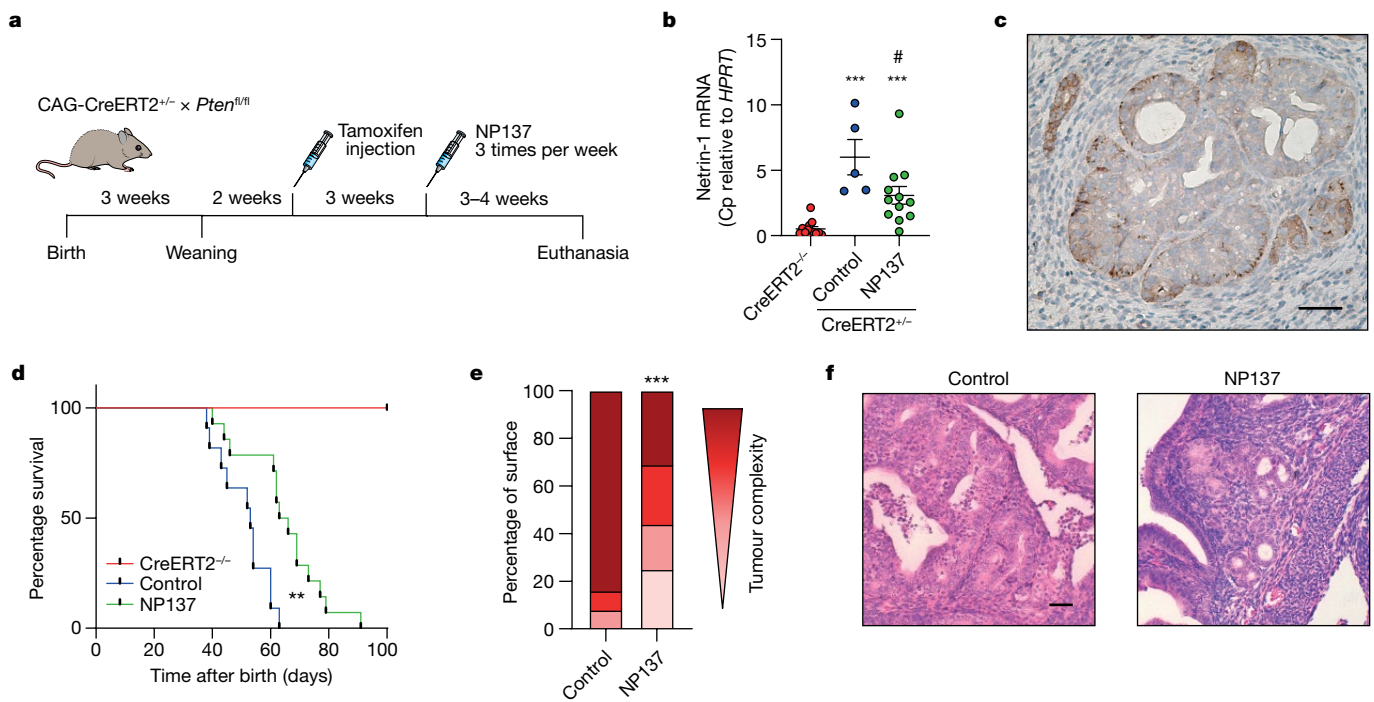 a
CAG-CreERT2+/− × Ptenfl/fl
Tamoxifen
injection
NP137
3 times per week
3 weeks
2 weeks
3 weeks
3–4 weeks
Birth
Weaning
Euthanasia
b
Netrin-1 mRNA
(Cp relative to HPRT)
15
10
5
0
#
***
***
CreERT2−/−
Control
NP137
CreERT2+/−
c
d
Percentage survival
100
50
0
CreERT2−/−
Control
NP137
**
0
20
40
60
80
100
Time after birth (days)
e
Percentage of surface
100
80
60
40
20
0
***
Control
NP137
Tumour complexity
f
Control
NP137